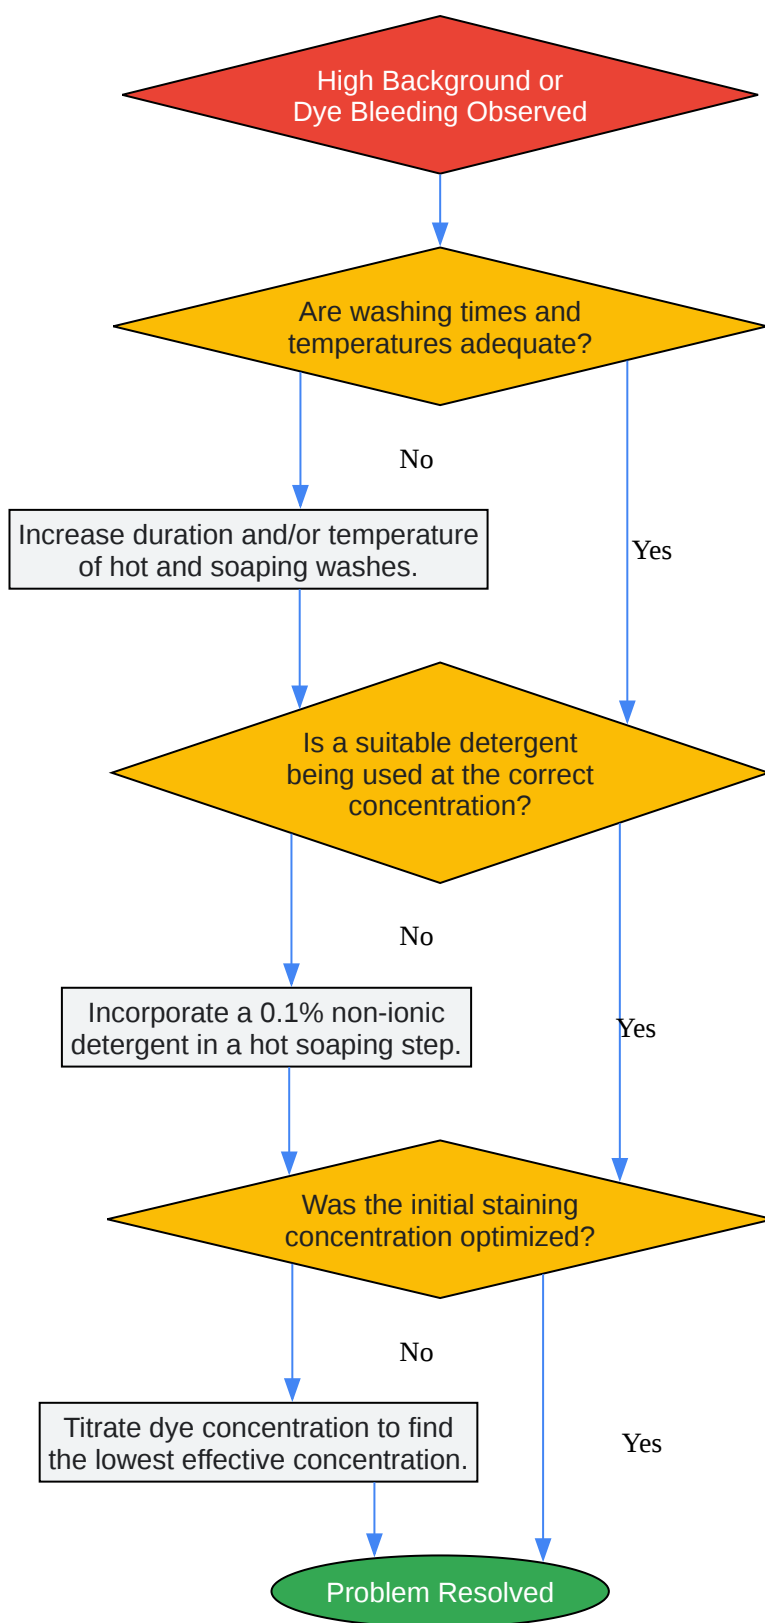 High Background or
Dye Bleeding Observed
Are washing times and
temperatures adequate?
No
Increase duration and/or temperature
of hot and soaping washes.
Yes
Is a suitable detergent
being used at the correct
concentration?
No
Incorporate a 0.1% non-ionic
detergent in a hot soaping step.
Yes
Was the initial staining
concentration optimized?
No
Titrate dye concentration to find
the lowest effective concentration.
Yes
Problem Resolved